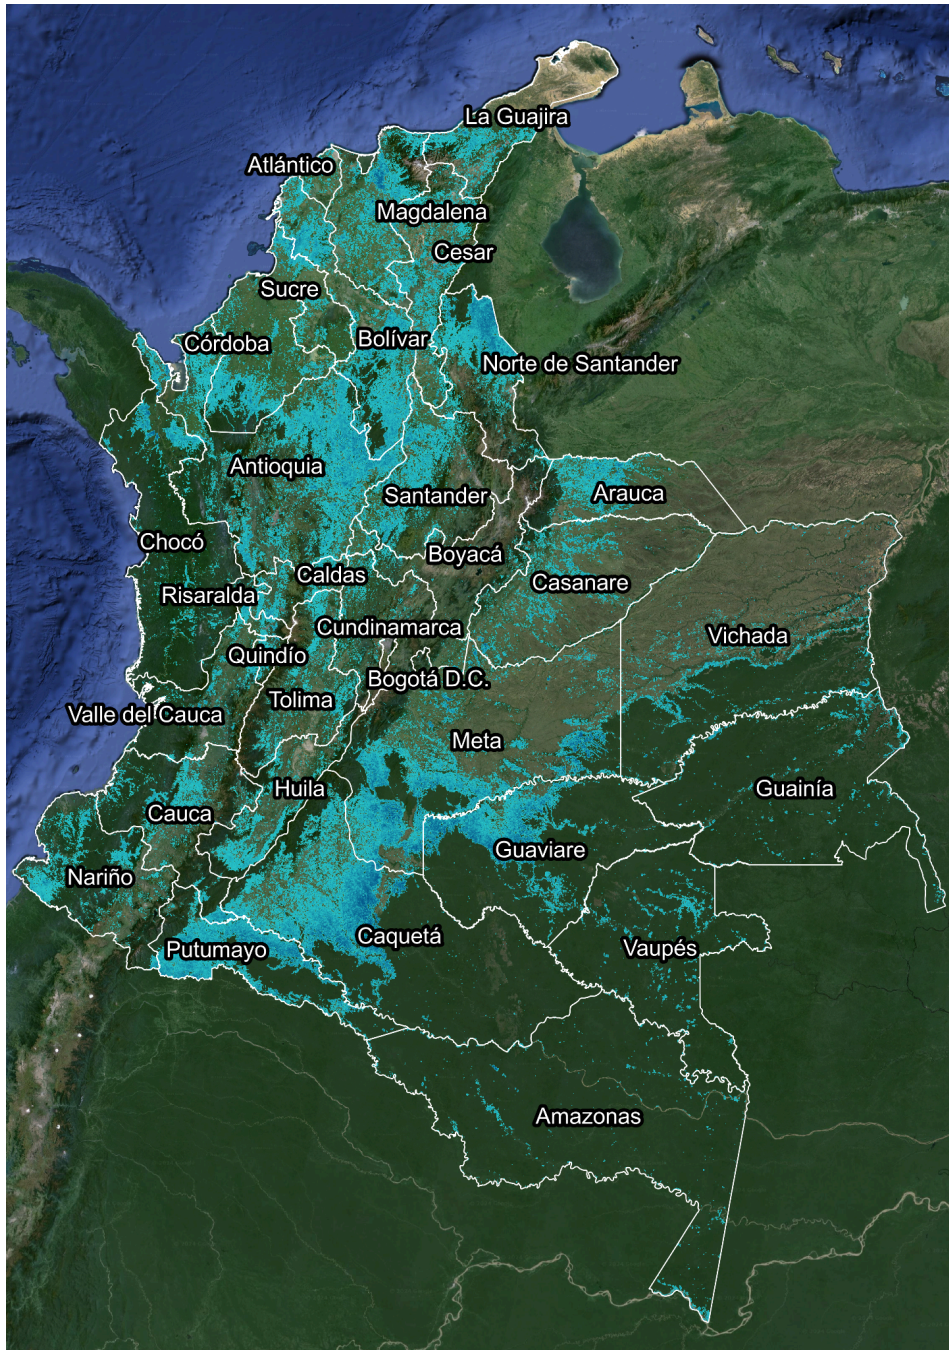 La Guajira
Atlántico
Magdalena
Cesar
Sucre
Bolívar
Córdoba
Norte de Santander
Antioquia
Santander
Arauca
Chocó
Boyacá
Caldas
Casanare
Risaralda
Cundinamarca
Vichada
Quindío
Bogotá D.C.
Tolima
Valle del Cauca
Meta
Huila
Guainía
Cauca
Guaviare
Nariño
Caquetá
Putumayo
Vaupés
Amazonas